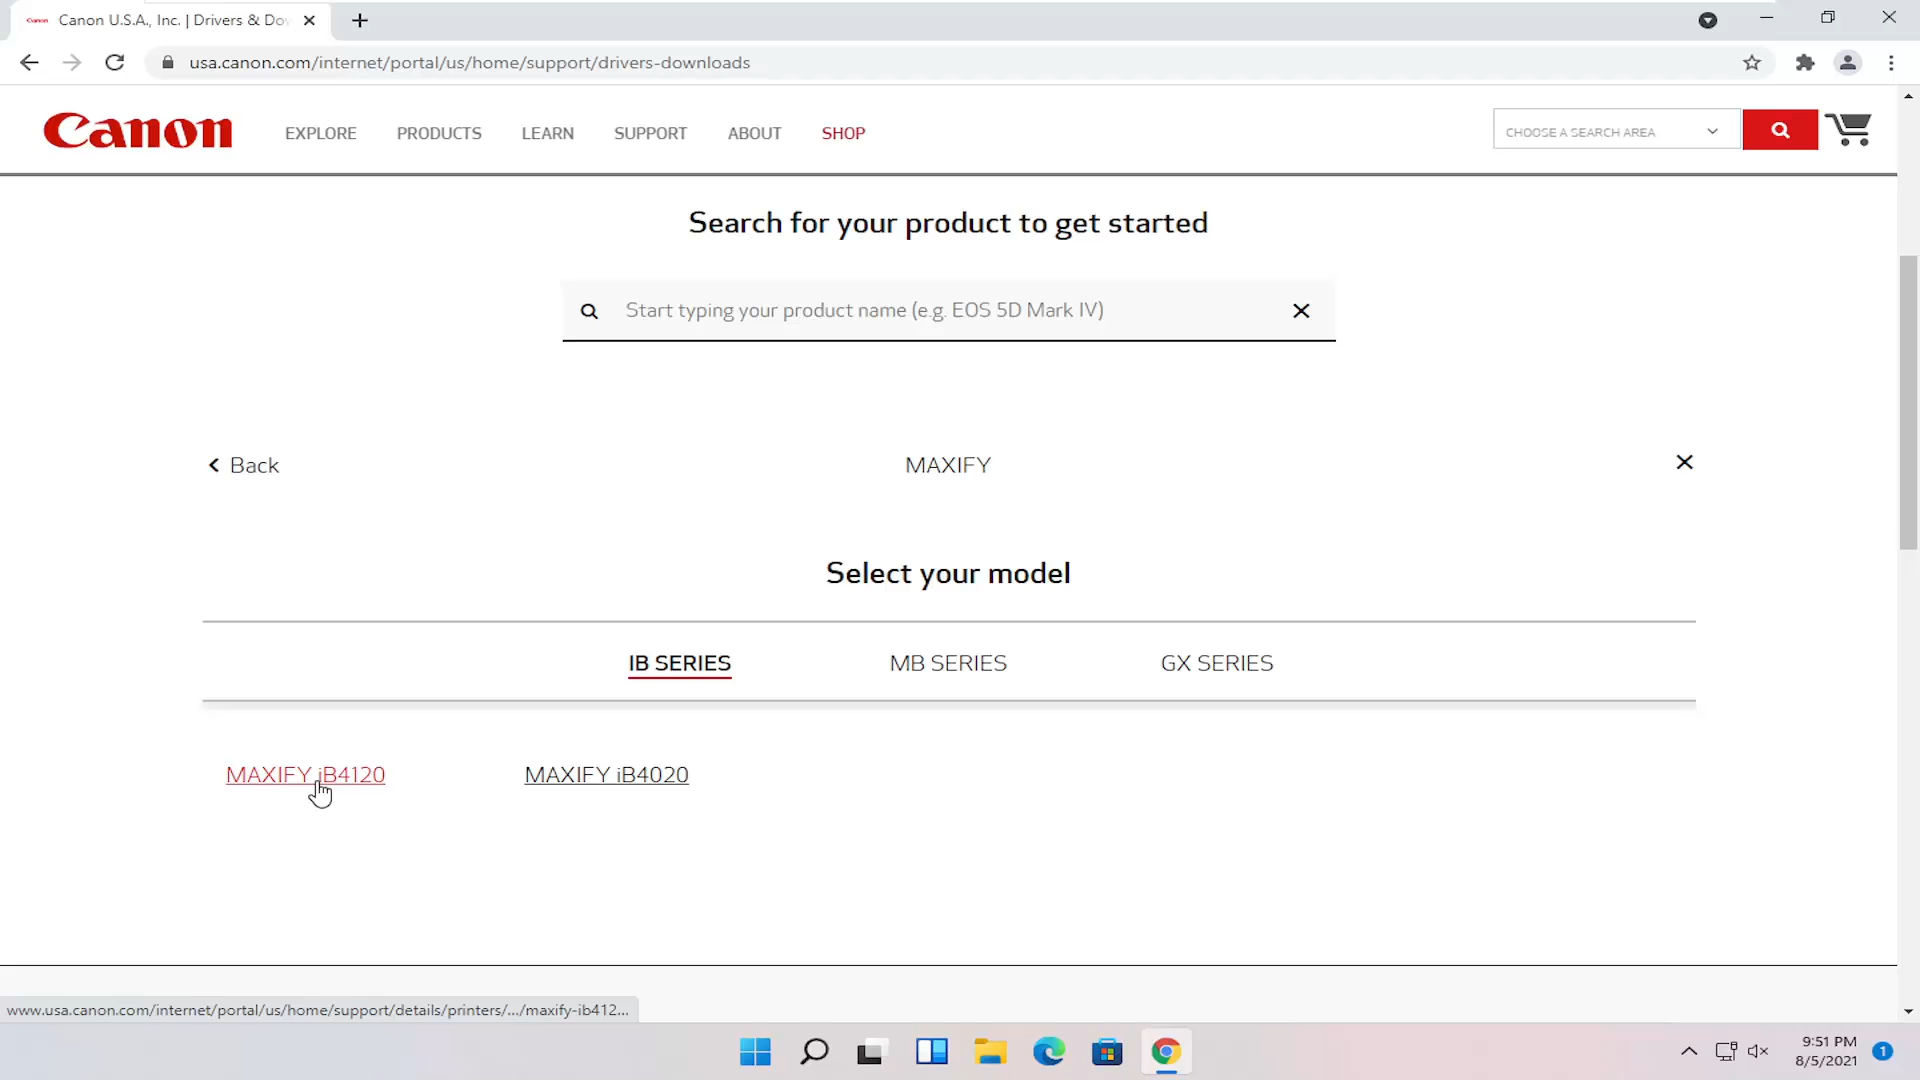 Canon U.S.A., Inc. | Drivers & Do
usa.canon.com/internet/portal/us/home/support/drivers-downloads
Canon EXPLORE PRODUCTS LEARN SUPPORT ABOUT SHOP CHOOSE A SEARCH AREA
Search for your product to get started
Start typing your product name (e.g. EOS 5D Mark IV)
Back MAXIFY
Select your model
IB SERIES MB SERIES GX SERIES
MAXIFY iB4120 MAXIFY iB4020
www.usa.canon.com/internet/portal/us/home/support/details/printers/.../maxify-ib412...
9:51 PM
8/5/2021 1